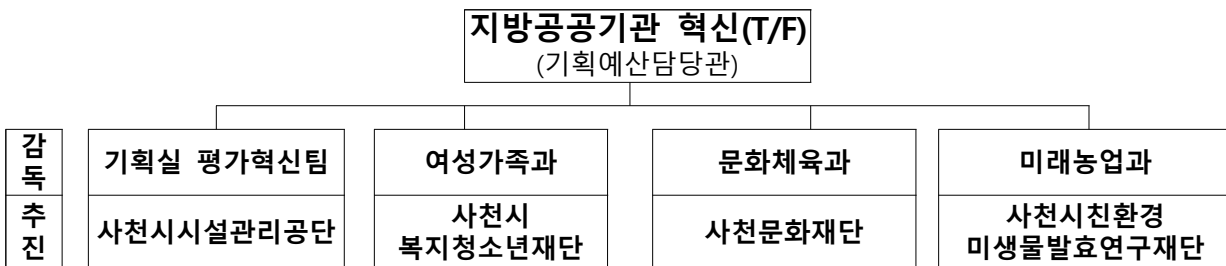 지방공공기관 혁신(T/F)
(기획예산담당관)
감독
기획실 평가혁신팀
여성가족과
문화체육과
미래농업과
추진
사천시시설관리공단
사천시
복지청소년재단
사천문화재단
사천시친환경
미생물발효연구재단